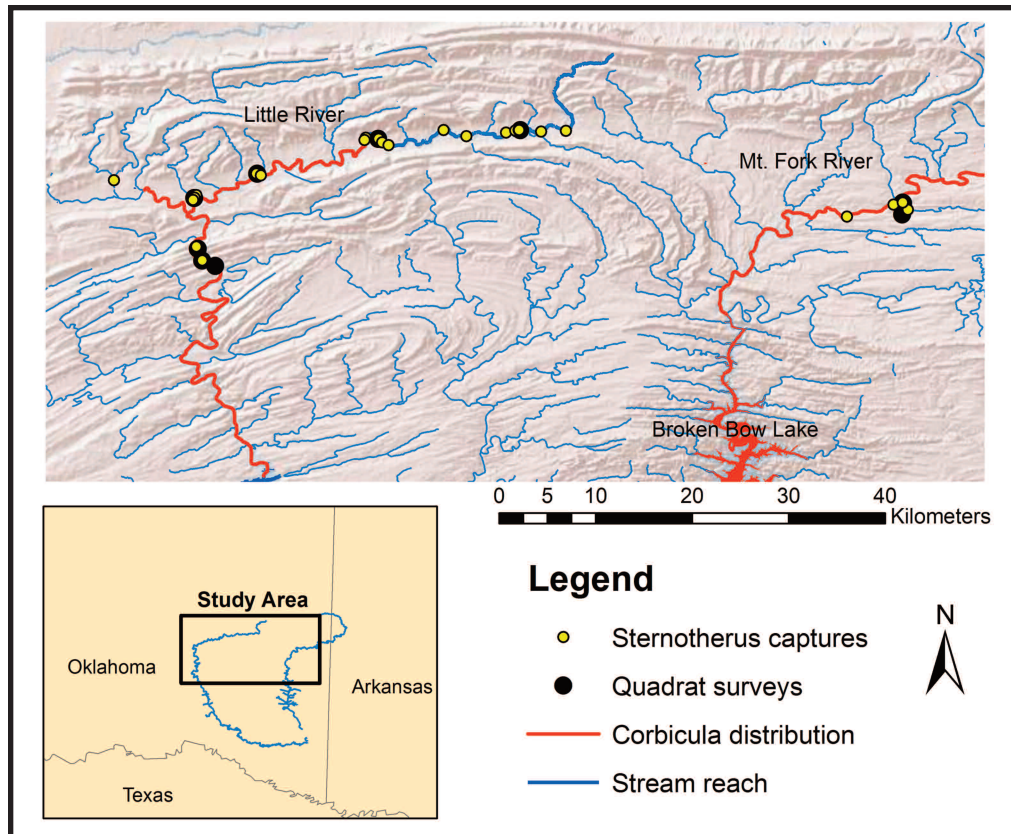 Little River
Mt. Fork River
Broken Bow Lake
0 5 10 20 30 40
Kilometers
Study Area
Oklahoma
Arkansas
Texas
Legend
Sternotherus captures
Quadrat surveys
Corbicula distribution
Stream reach
N